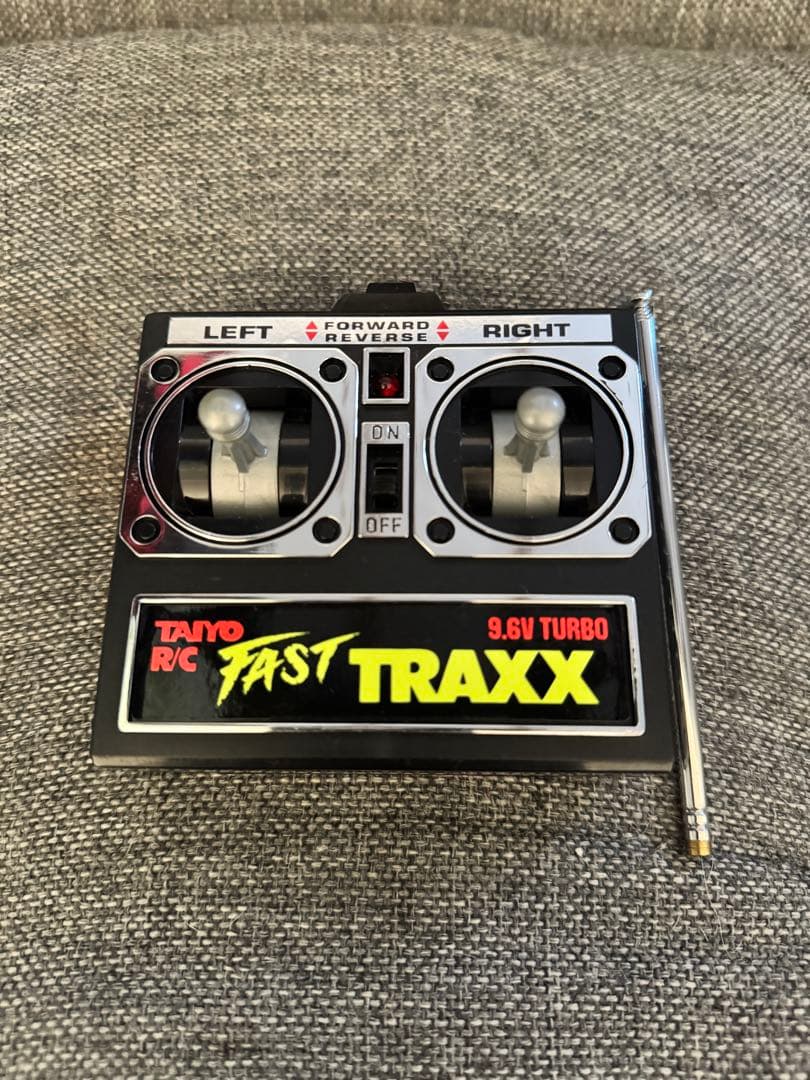 LEFT FORWARD RIGHT
REVERSE
ON
OFF
TAIYO 9.6V TURBO
R/C FAST TRAXX